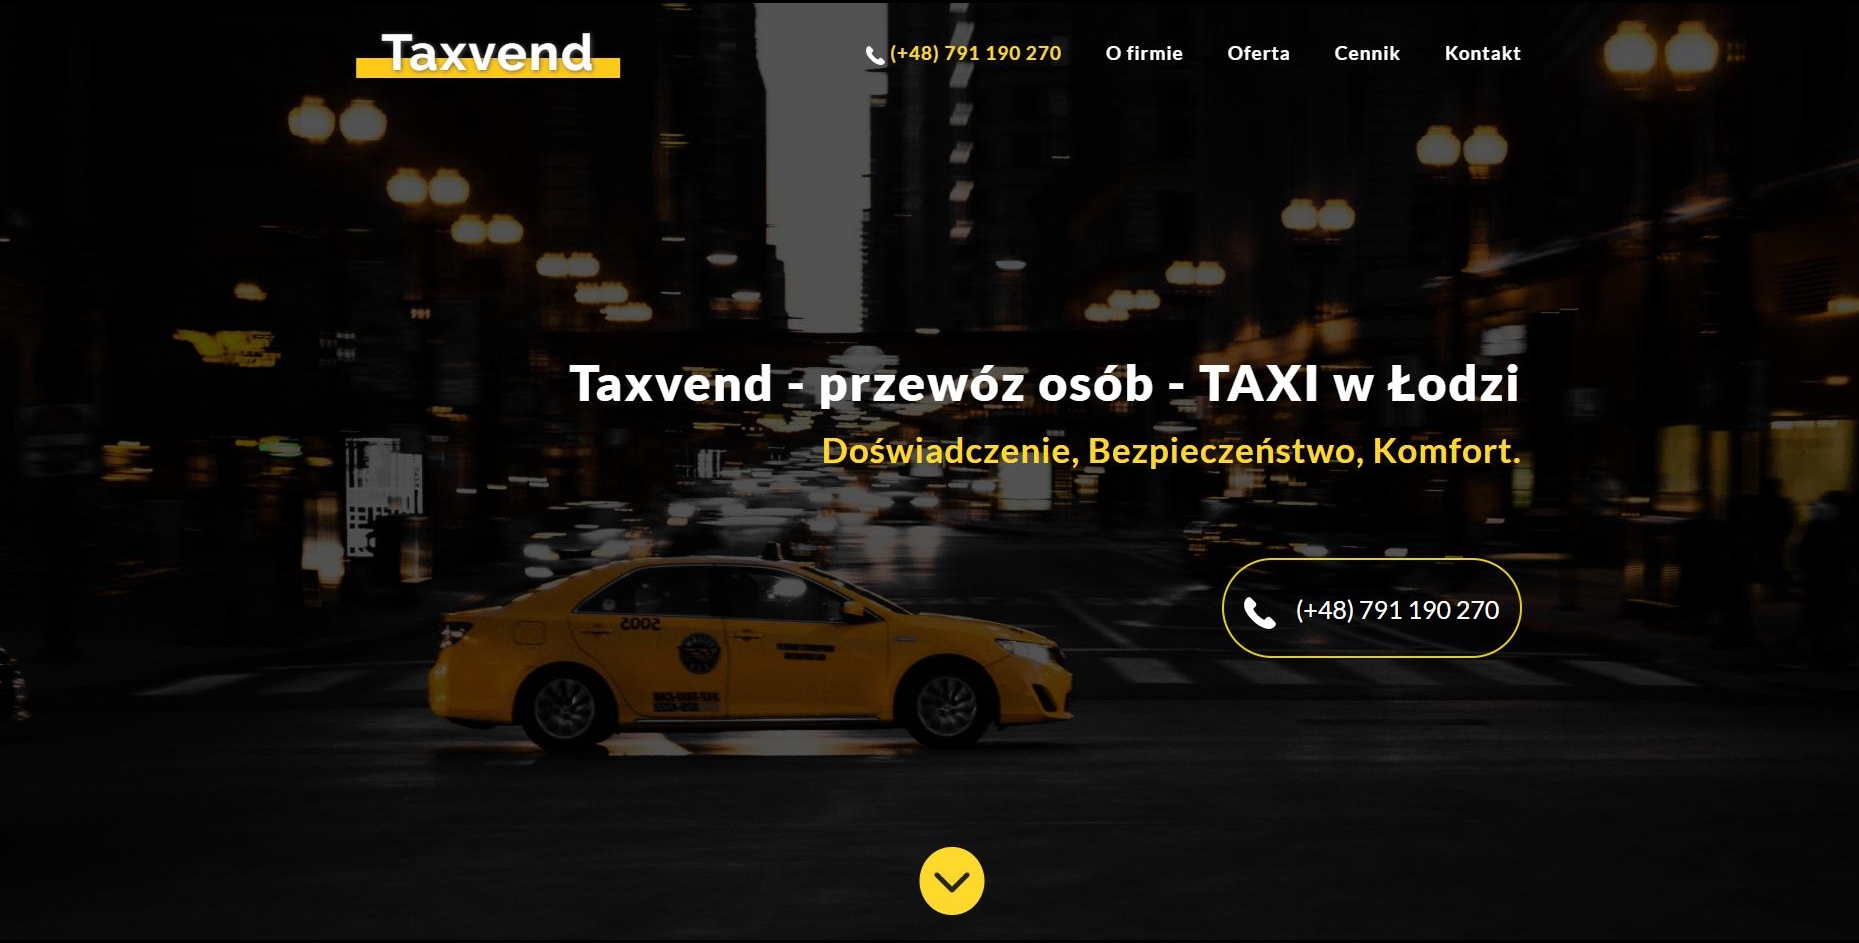 Taxvend
(+48) 791 190 270 O firmie Oferta Cennik Kontakt
Taxvend - przewóz osób - TAXI w Łodzi
Doświadczenie, Bezpieczeństwo, Komfort.
(+48) 791 190 270